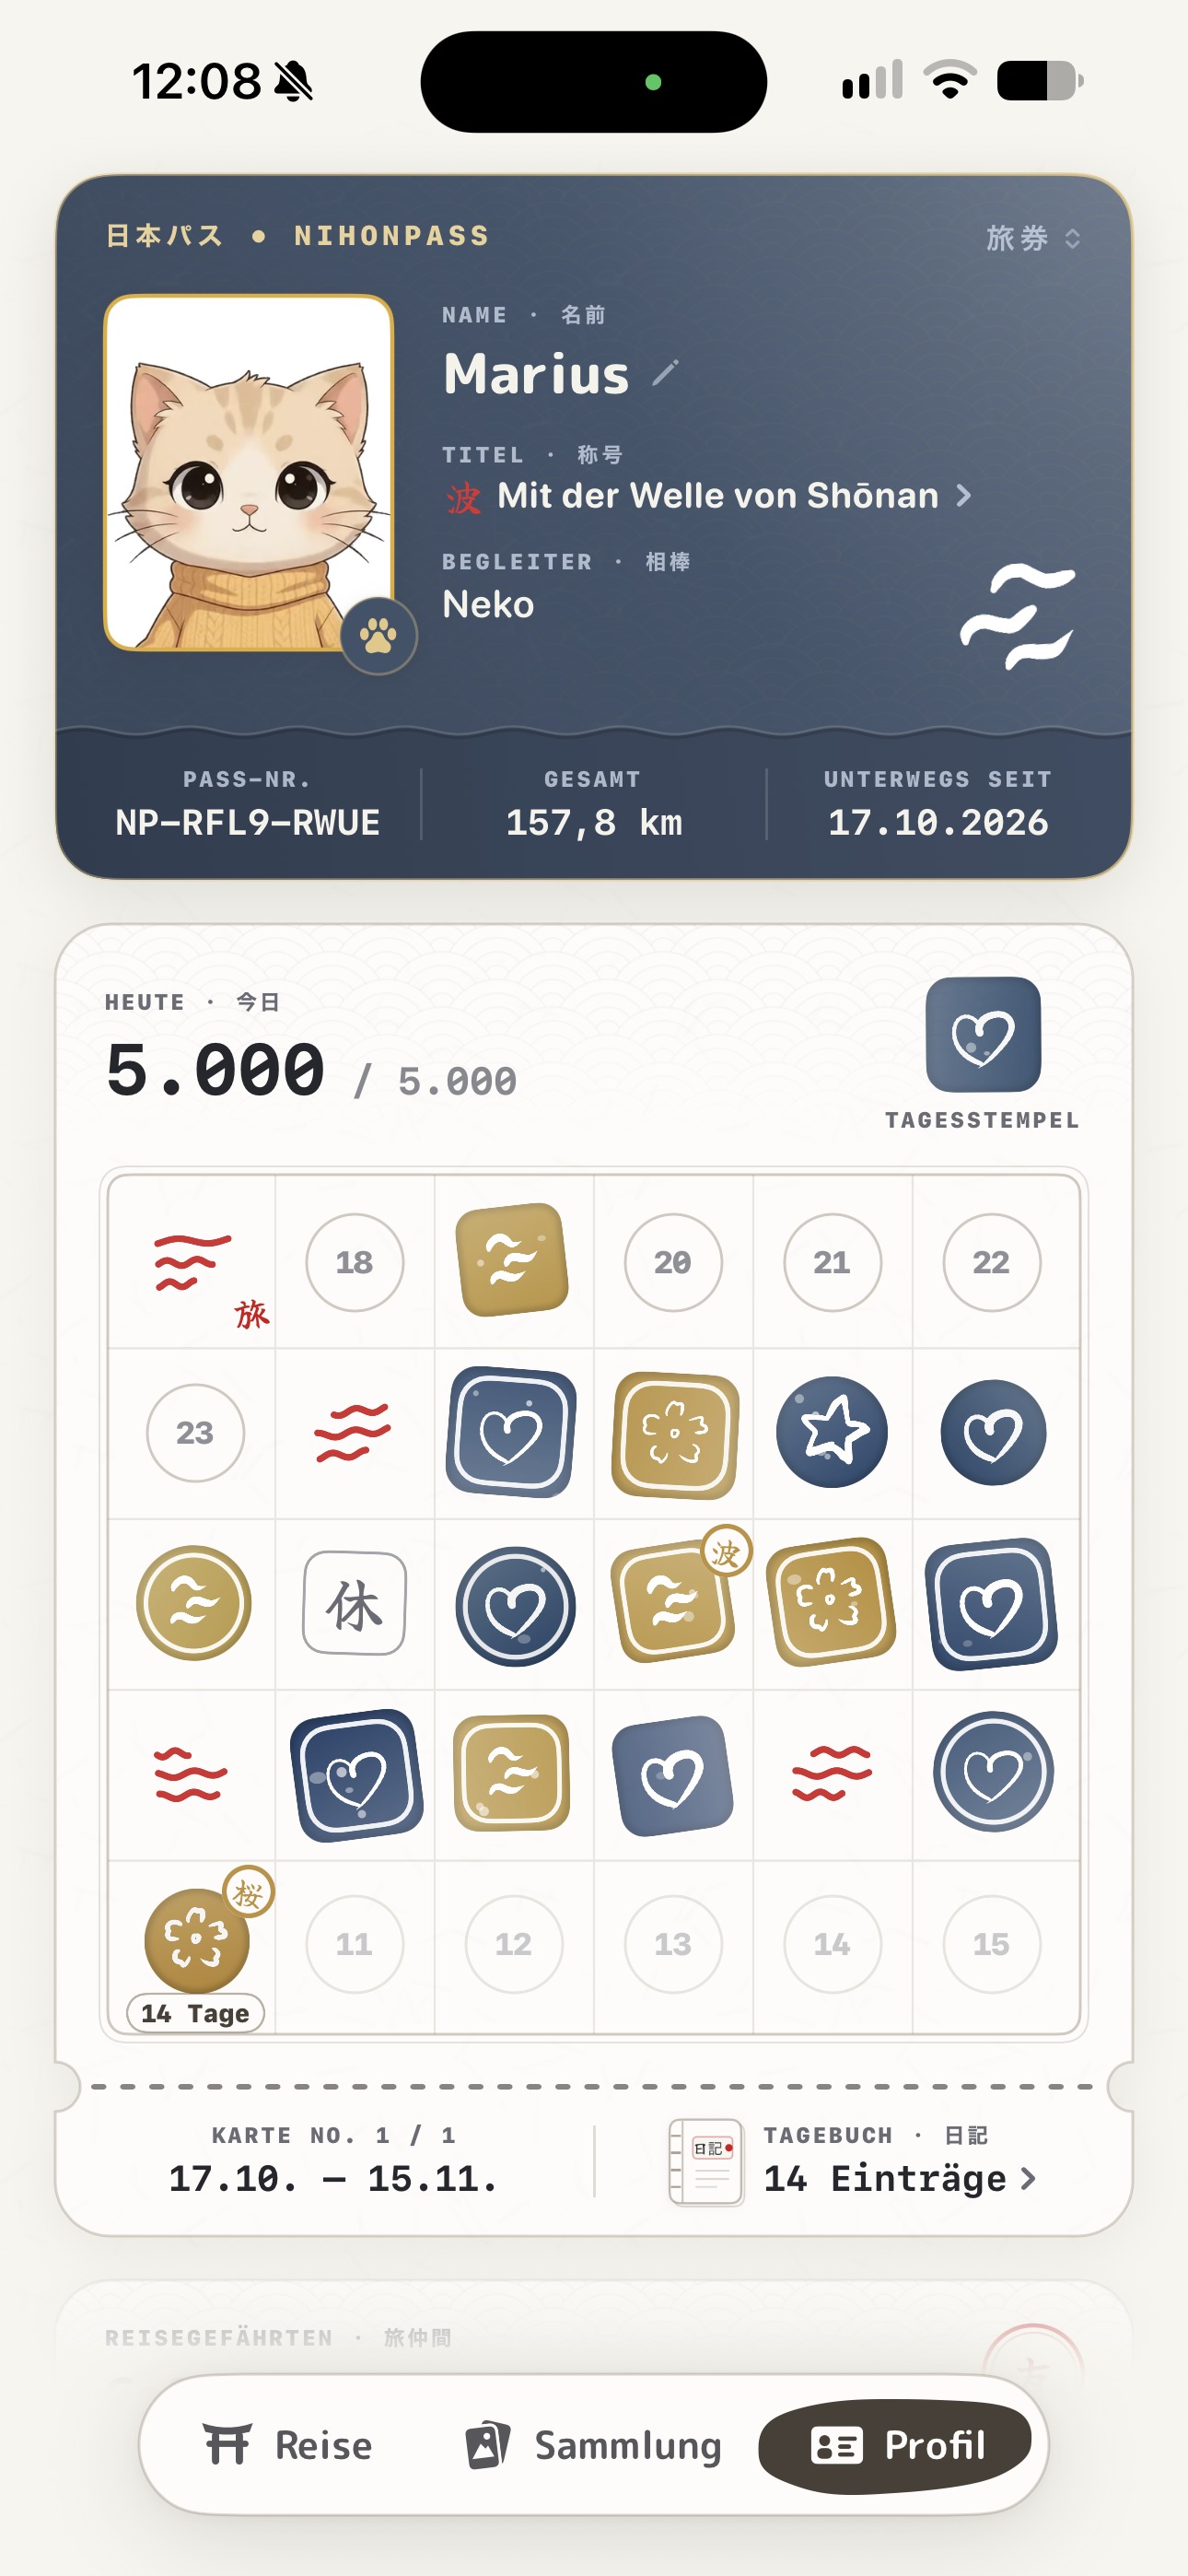 12:08
日本パス • NIHONPASS
旅券
NAME · 名前
Marius
TITEL · 称号
波 Mit der Welle von Shōnan
BEGLEITER · 相棒
Neko
PASS-NR.
NP-RFL9-RWUE
GESAMT
157,8 km
UNTERWEGS SEIT
17.10.2026
HEUTE · 今日
5.000 / 5.000
TAGESSTEMPEL
旅
18
20
21
22
23
休
波
桜
14 Tage
11
12
13
14
15
KARTE NO. 1 / 1
17.10. – 15.11.
日記
TAGEBUCH · 日記
14 Einträge
REISEGEFÄHRTEN · 旅仲間
Reise
Sammlung
Profil